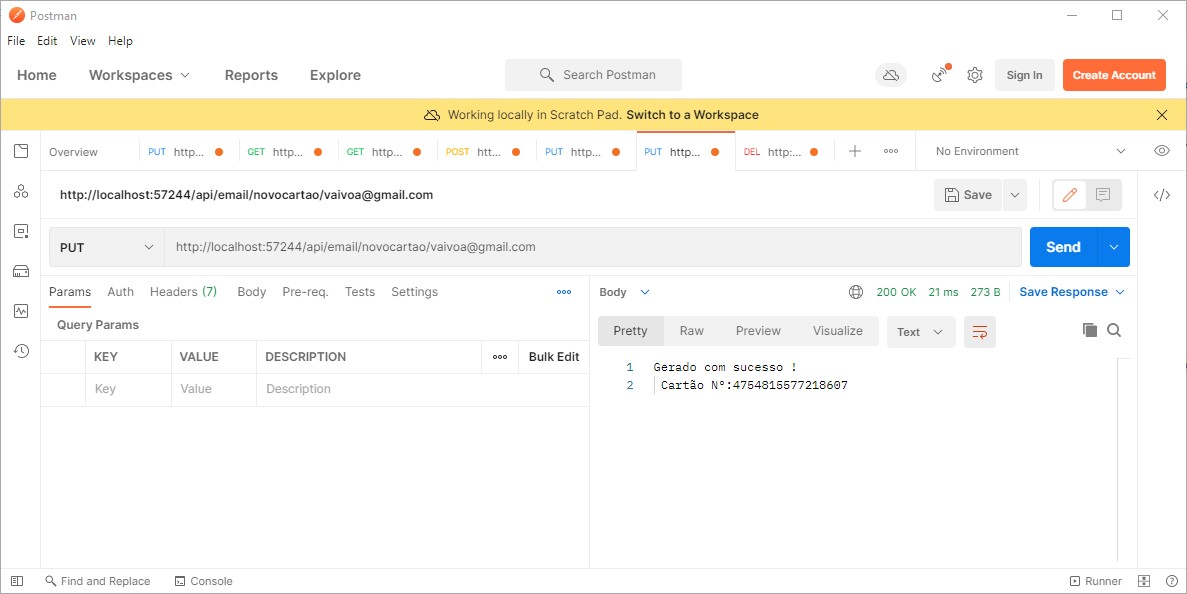 Postman
File Edit View Help
Home Workspaces Reports Explore Search Postman Sign In Create Account
Working locally in Scratch Pad. Switch to a Workspace
Overview PUT http... GET http... GET http... POST htt... PUT http... PUT http... DEL http:... No Environment
http://localhost:57244/api/email/novocartao/vaivoa@gmail.com Save
PUT http://localhost:57244/api/email/novocartao/vaivoa@gmail.com Send
Params Auth Headers (7) Body Pre-req. Tests Settings Body 200 OK 21 ms 273 B Save Response
Query Params Pretty Raw Preview Visualize Text
KEY VALUE DESCRIPTION Bulk Edit
Key Value Description
1 Gerado com sucesso !
2 Cartão Nº:4754815577218607
Find and Replace Console Runner